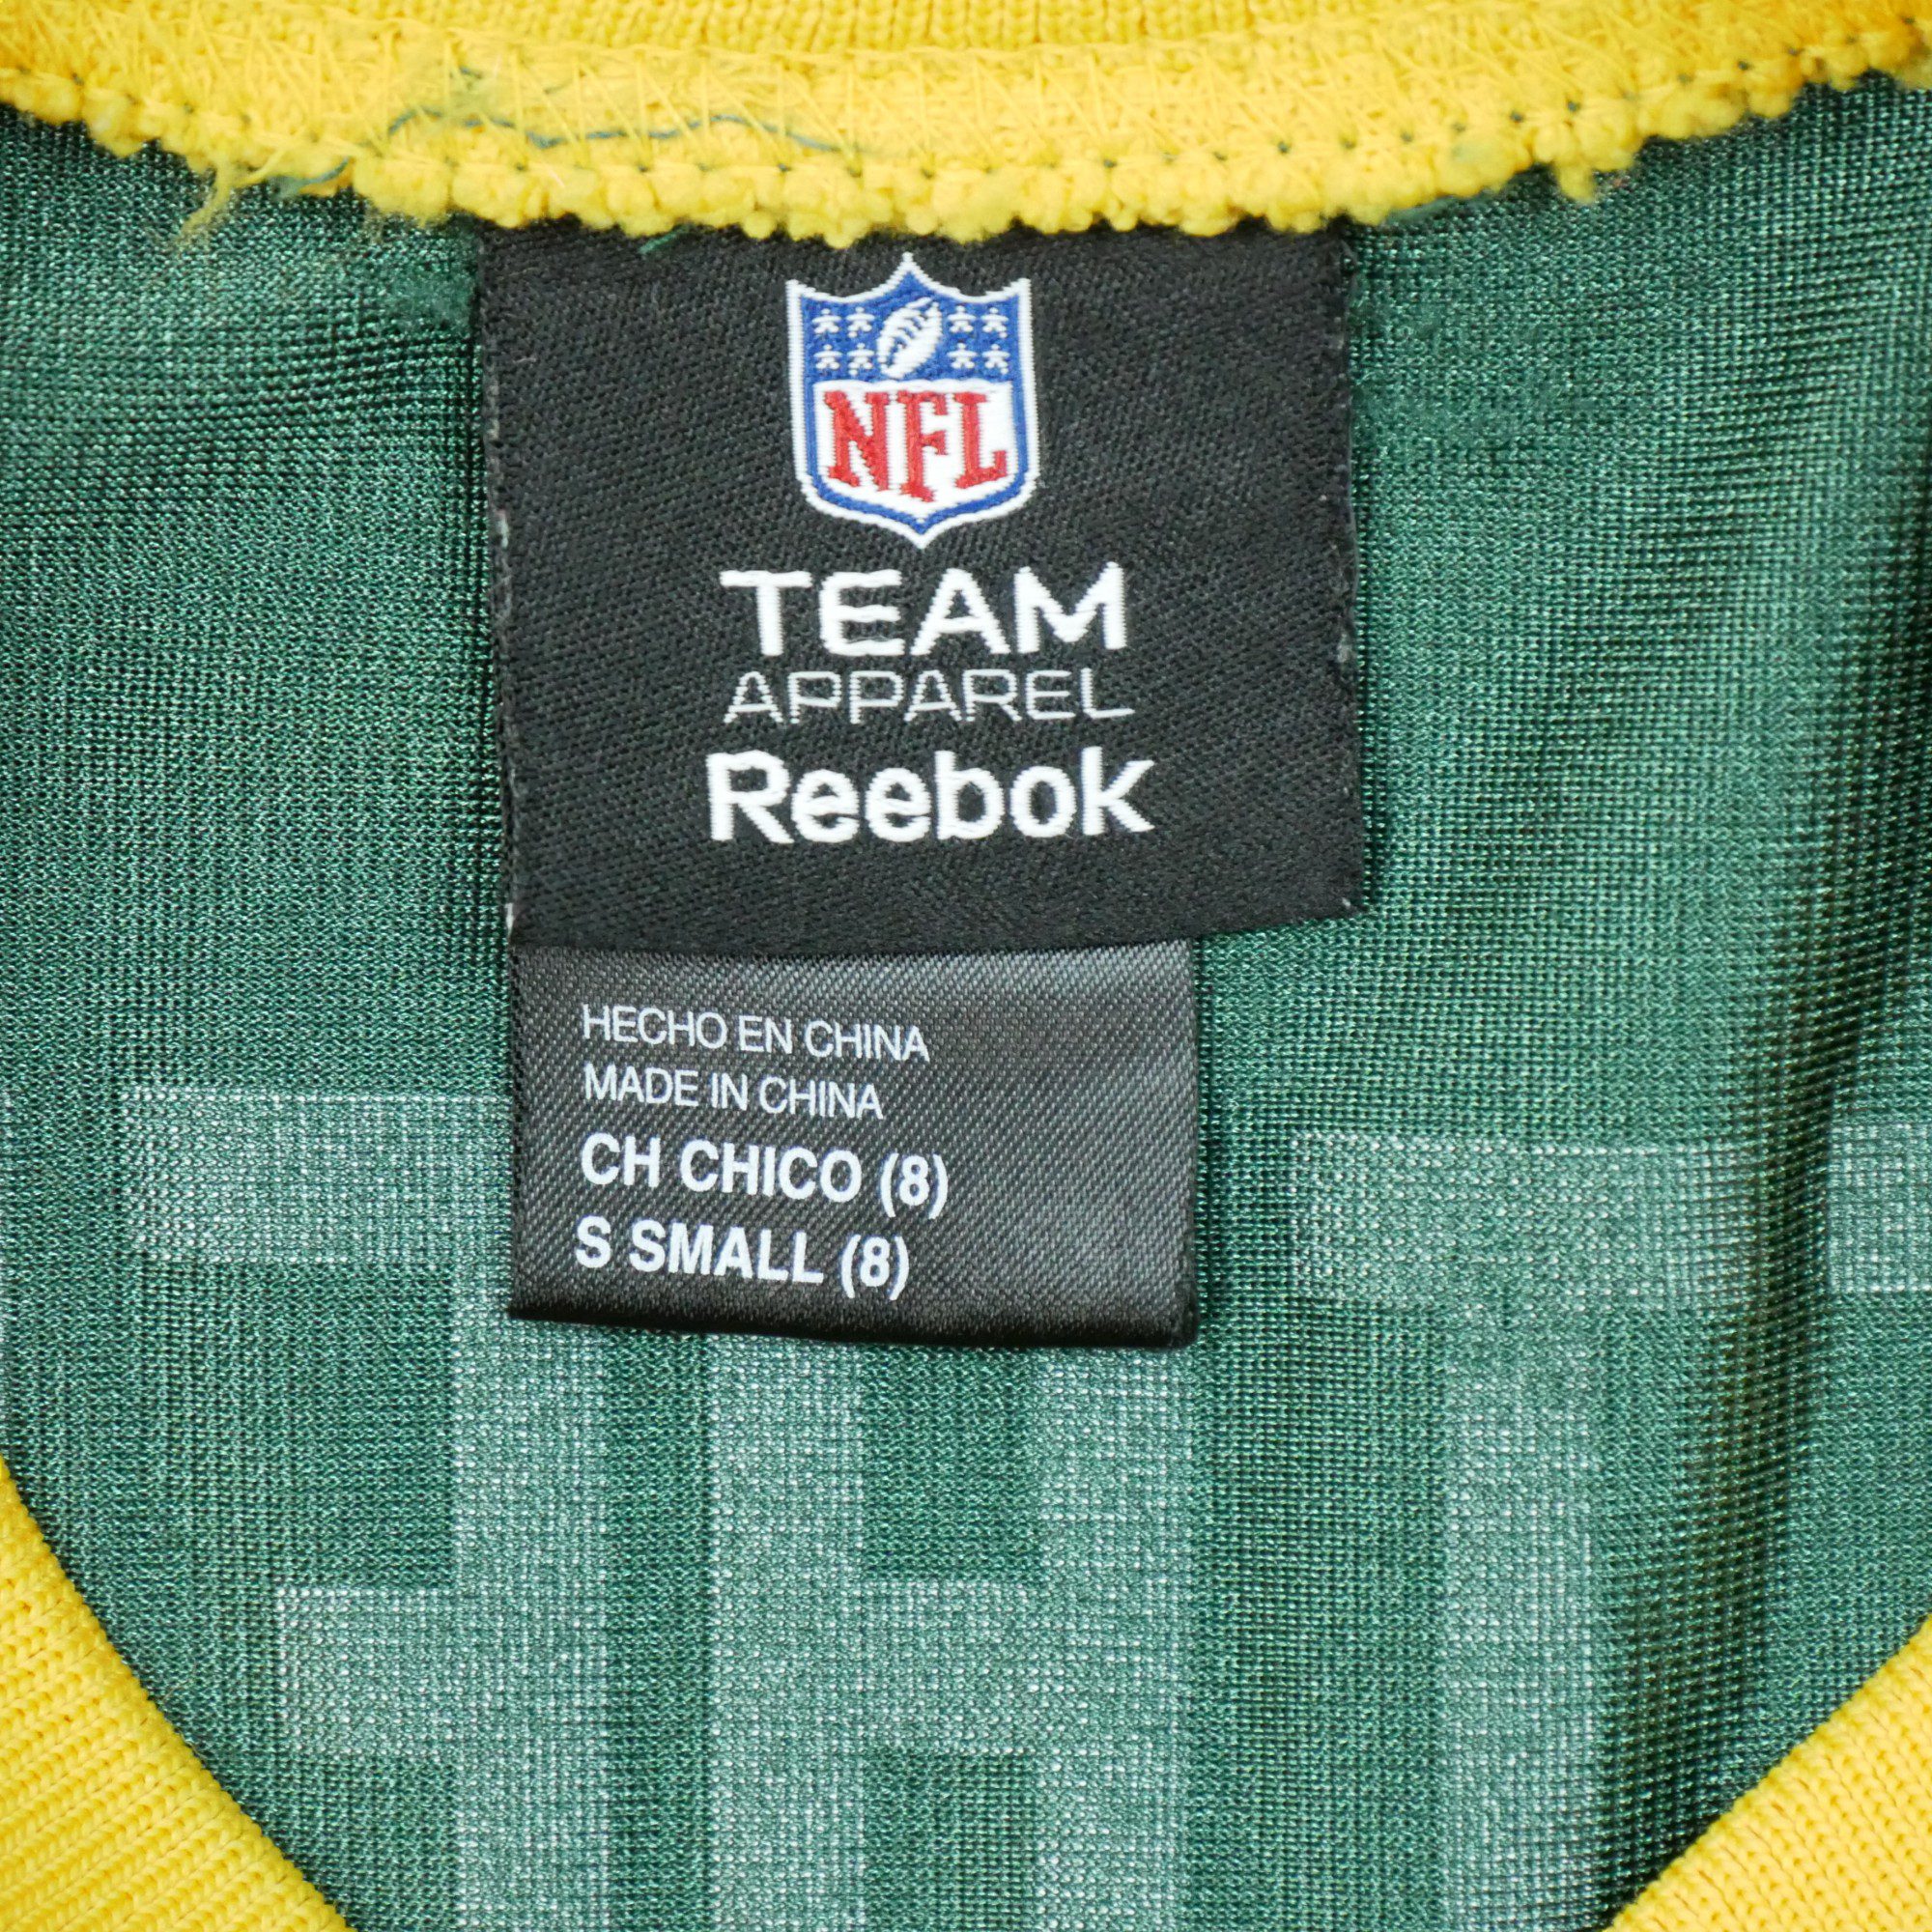 NFL
TEAM
APPAREL
Reebok
HECHO EN CHINA
MADE IN CHINA
CH CHICO (8)
S SMALL (8)